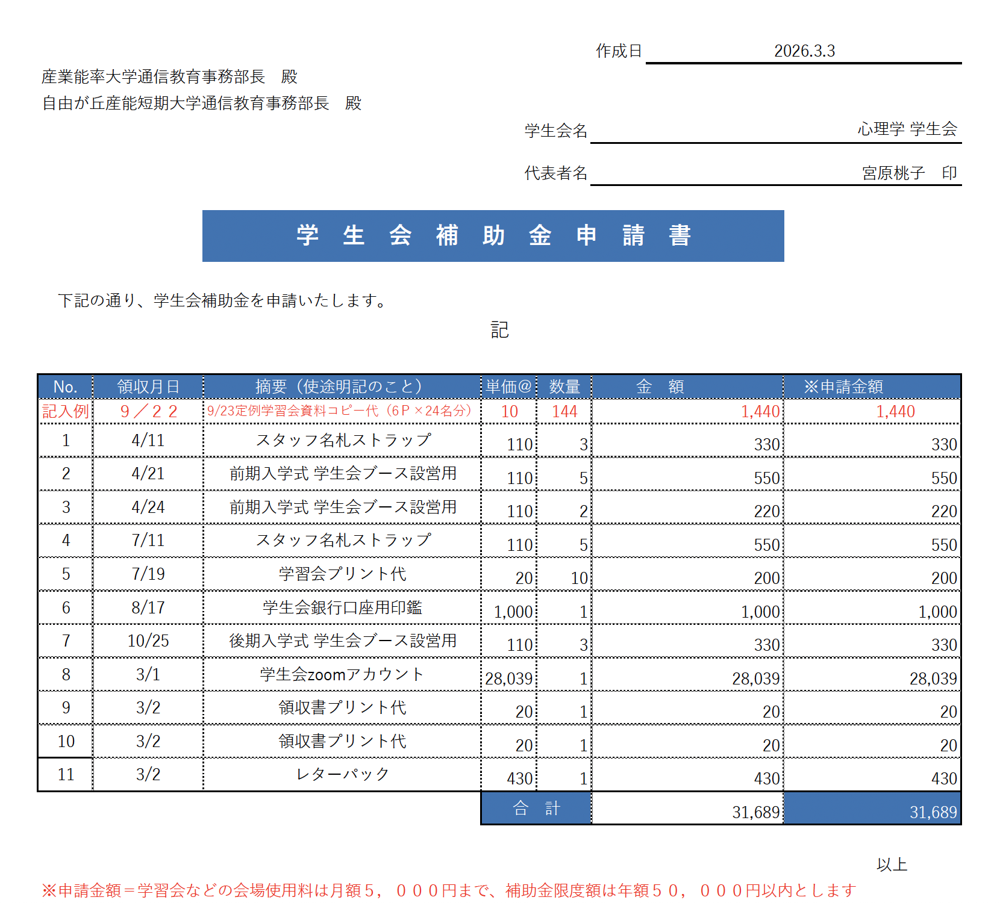 作成日 2026.3.3
産業能率大学通信教育事務部長　殿
自由が丘産能短期大学通信教育事務部長　殿
学生会名 心理学 学生会
代表者名 宮原桃子　印
学　生　会　補　助　金　申　請　書
下記の通り、学生会補助金を申請いたします。
記
No. 領収月日 摘要（使途明記のこと） 単価@ 数量 金　額 ※申請金額
記入例 ９／２２ 9/23定例学習会資料コピー代（6Ｐ×24名分） 10 144 1,440 1,440
1 4/11 スタッフ名札ストラップ 110 3 330 330
2 4/21 前期入学式 学生会ブース設営用 110 5 550 550
3 4/24 前期入学式 学生会ブース設営用 110 2 220 220
4 7/11 スタッフ名札ストラップ 110 5 550 550
5 7/19 学習会プリント代 20 10 200 200
6 8/17 学生会銀行口座用印鑑 1,000 1 1,000 1,000
7 10/25 後期入学式 学生会ブース設営用 110 3 330 330
8 3/1 学生会zoomアカウント 28,039 1 28,039 28,039
9 3/2 領収書プリント代 20 1 20 20
10 3/2 領収書プリント代 20 1 20 20
11 3/2 レターパック 430 1 430 430
合　計 31,689 31,689
以上
※申請金額＝学習会などの会場使用料は月額５，０００円まで、補助金限度額は年額５０，０００円以内とします